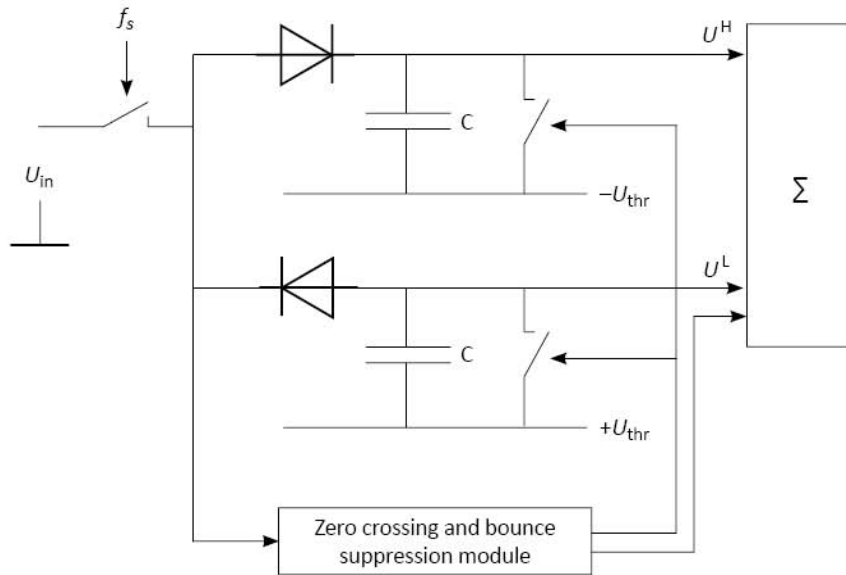 f_s
U^H
C
U_in
–U_thr
Σ
U^L
C
+U_thr
Zero crossing and bounce
suppression module